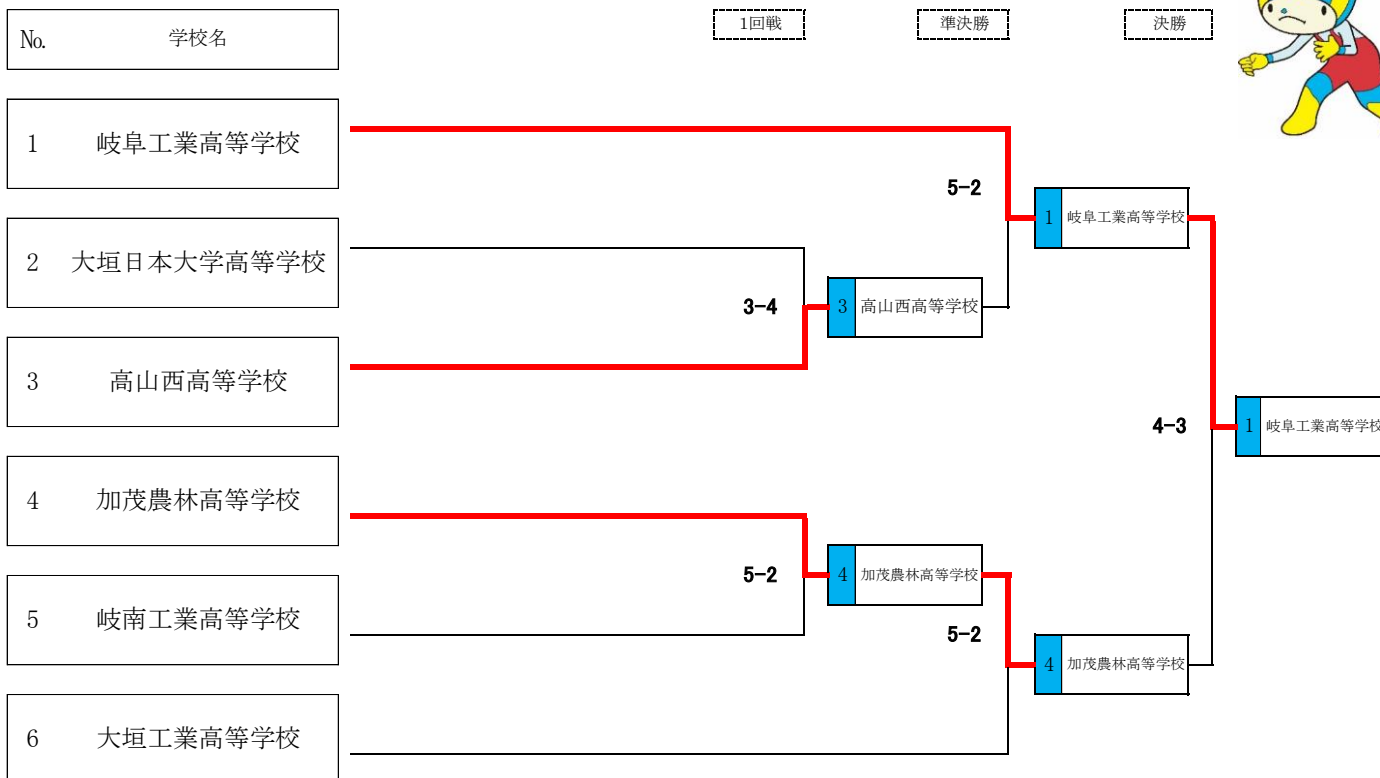 No. 学校名
1回戦 準決勝 決勝
1 岐阜工業高等学校
5-2
1 岐阜工業高等学校
2 大垣日本大学高等学校
3-4
3 高山西高等学校
3 高山西高等学校
4-3
1 岐阜工業高等学校
4 加茂農林高等学校
5-2
4 加茂農林高等学校
5 岐南工業高等学校
5-2
4 加茂農林高等学校
6 大垣工業高等学校